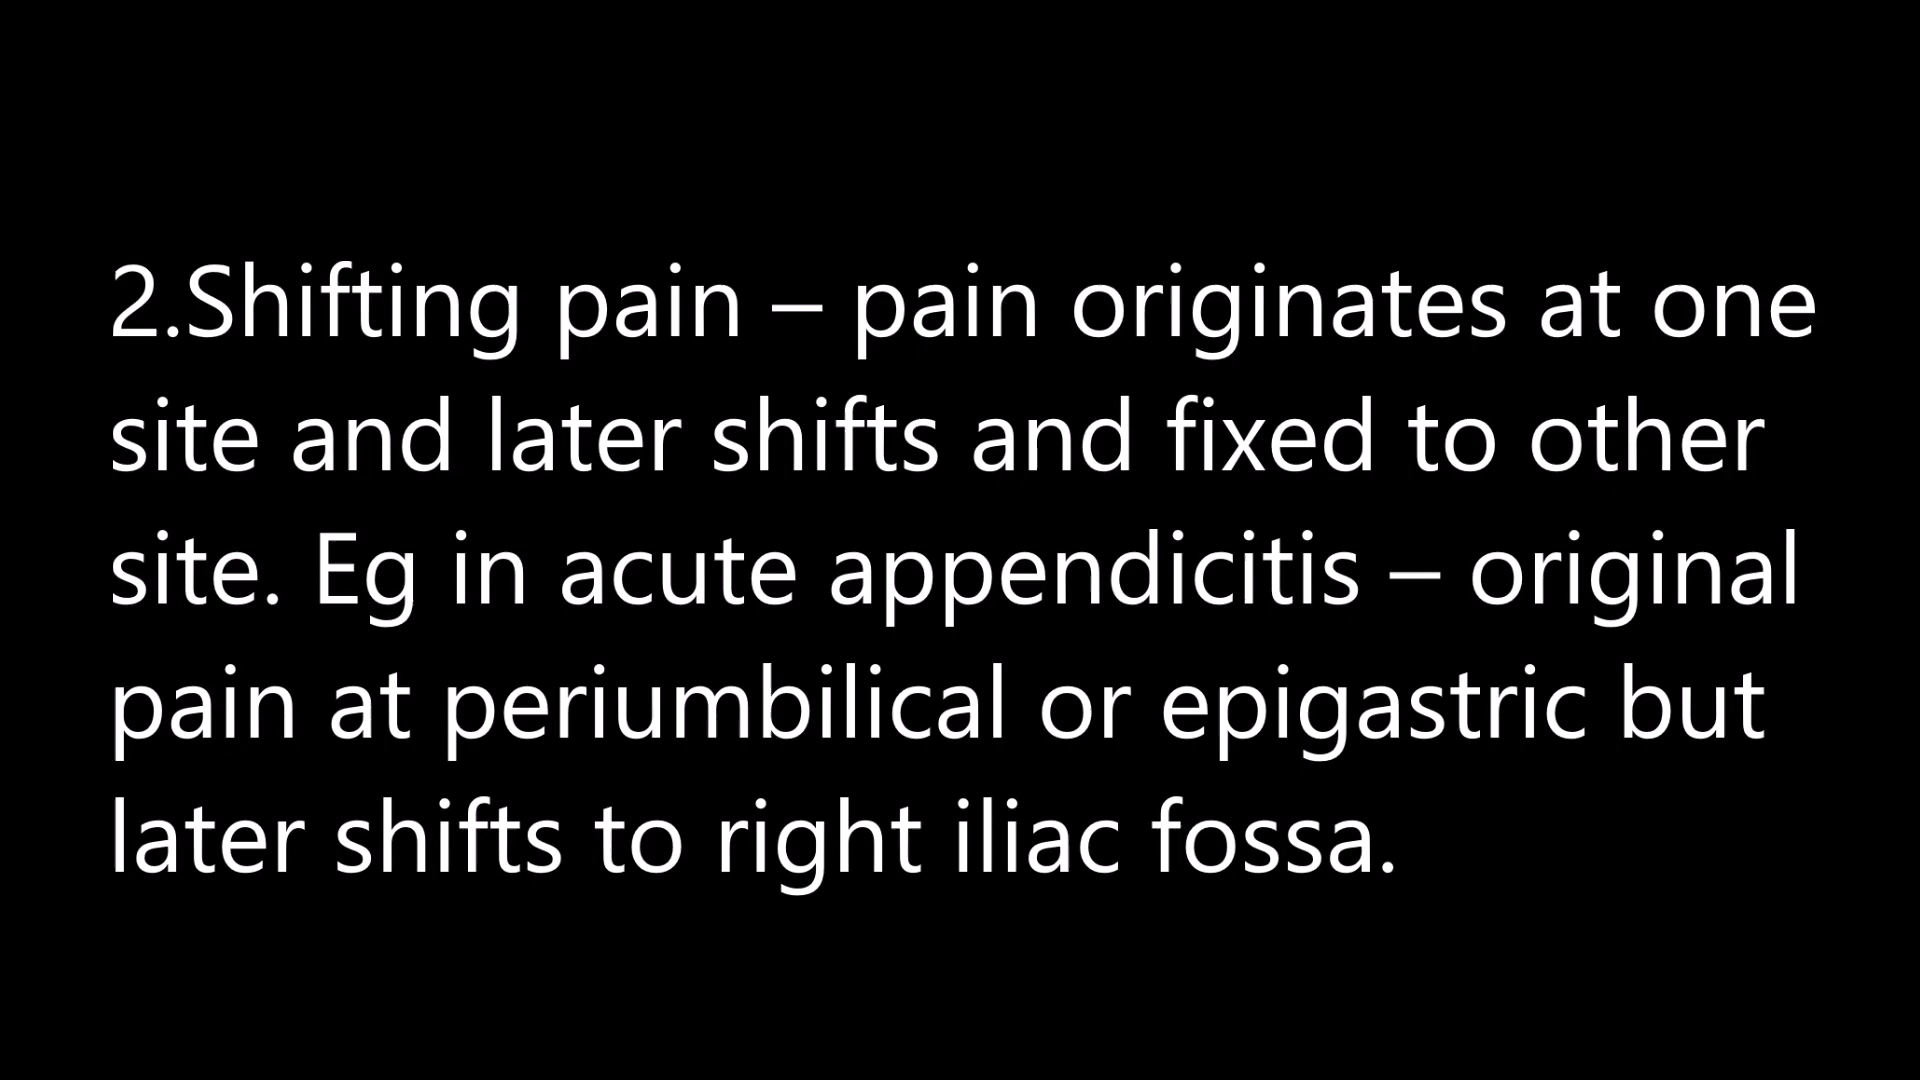 2.Shifting pain – pain originates at one
site and later shifts and fixed to other
site. Eg in acute appendicitis – original
pain at periumbilical or epigastric but
later shifts to right iliac fossa.